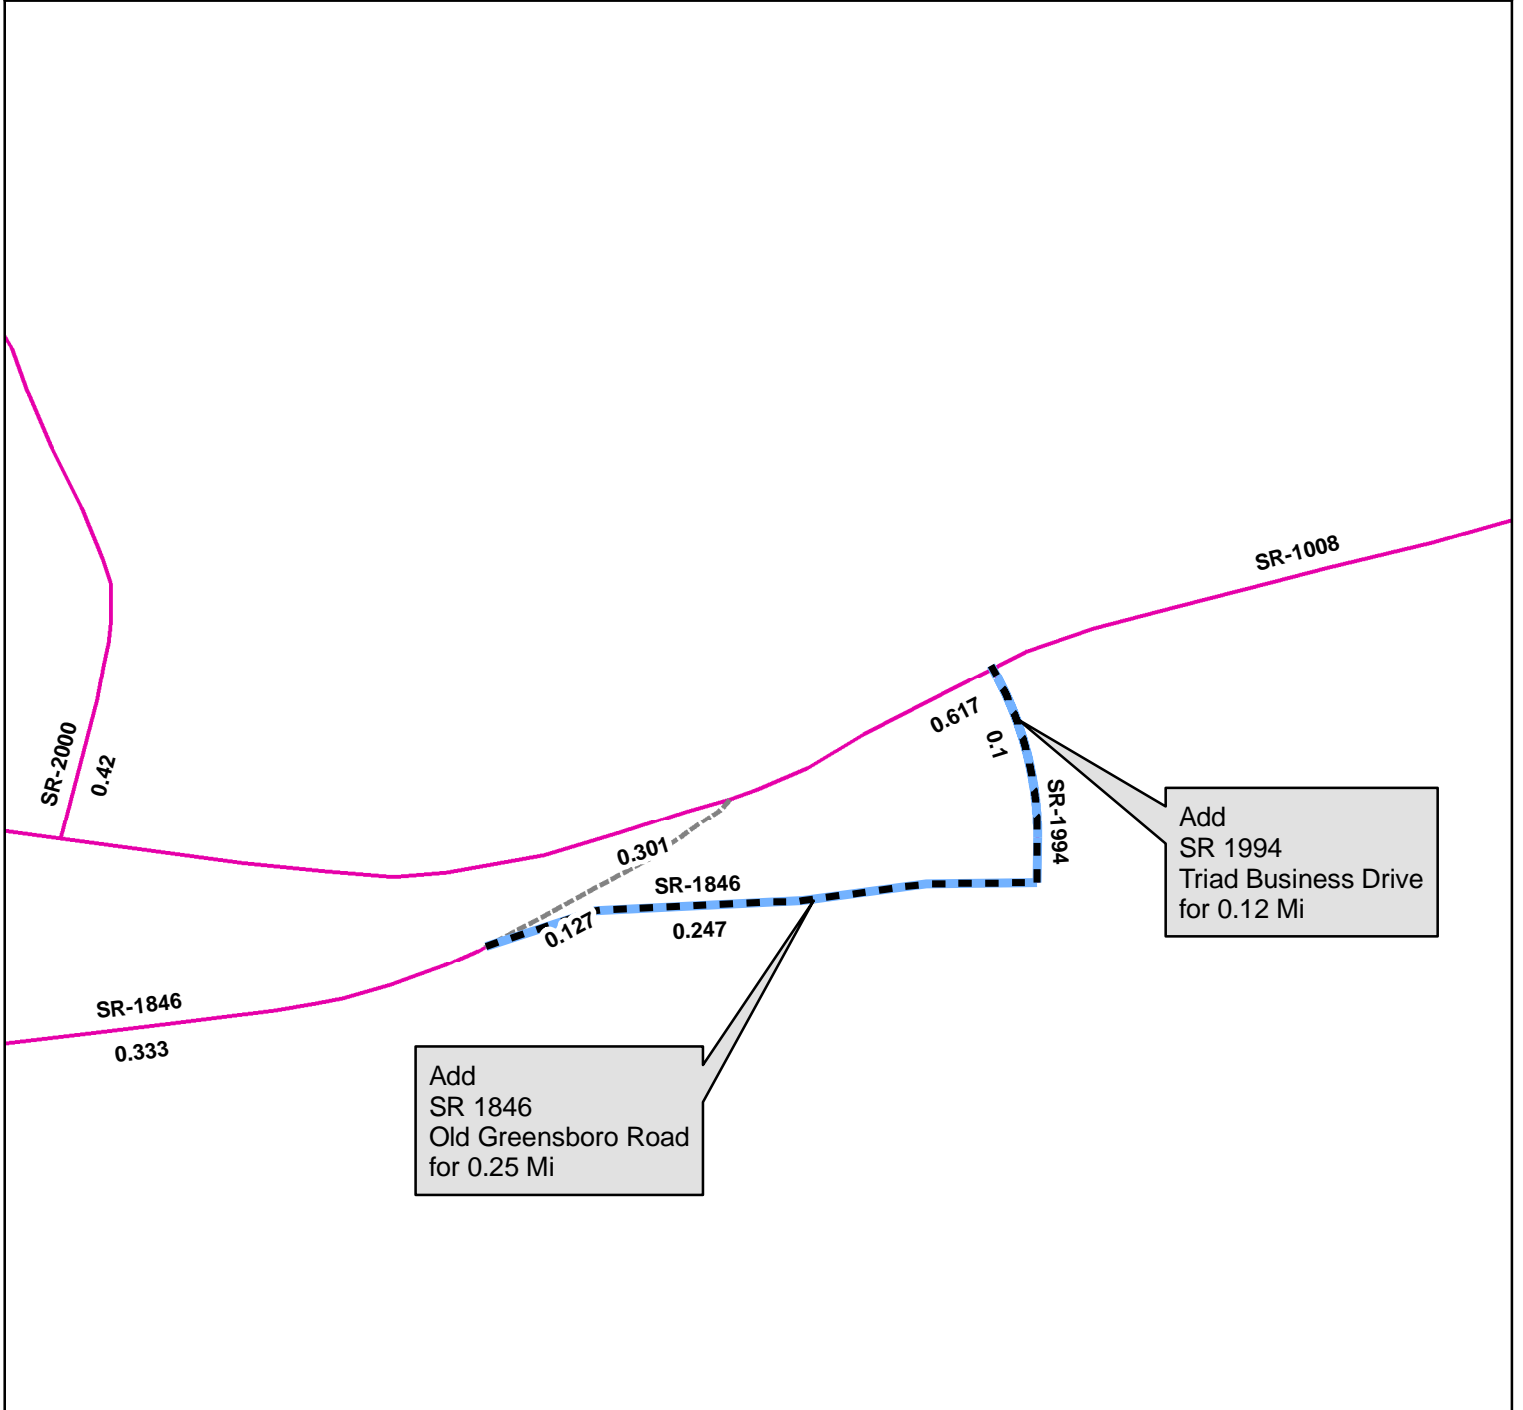 SR-1008
SR-2000
0.42
0.617
0.1
SR-1994
Add
SR 1994
Triad Business Drive
for 0.12 Mi
0.301
SR-1846
0.127
0.247
SR-1846
0.333
Add
SR 1846
Old Greensboro Road
for 0.25 Mi